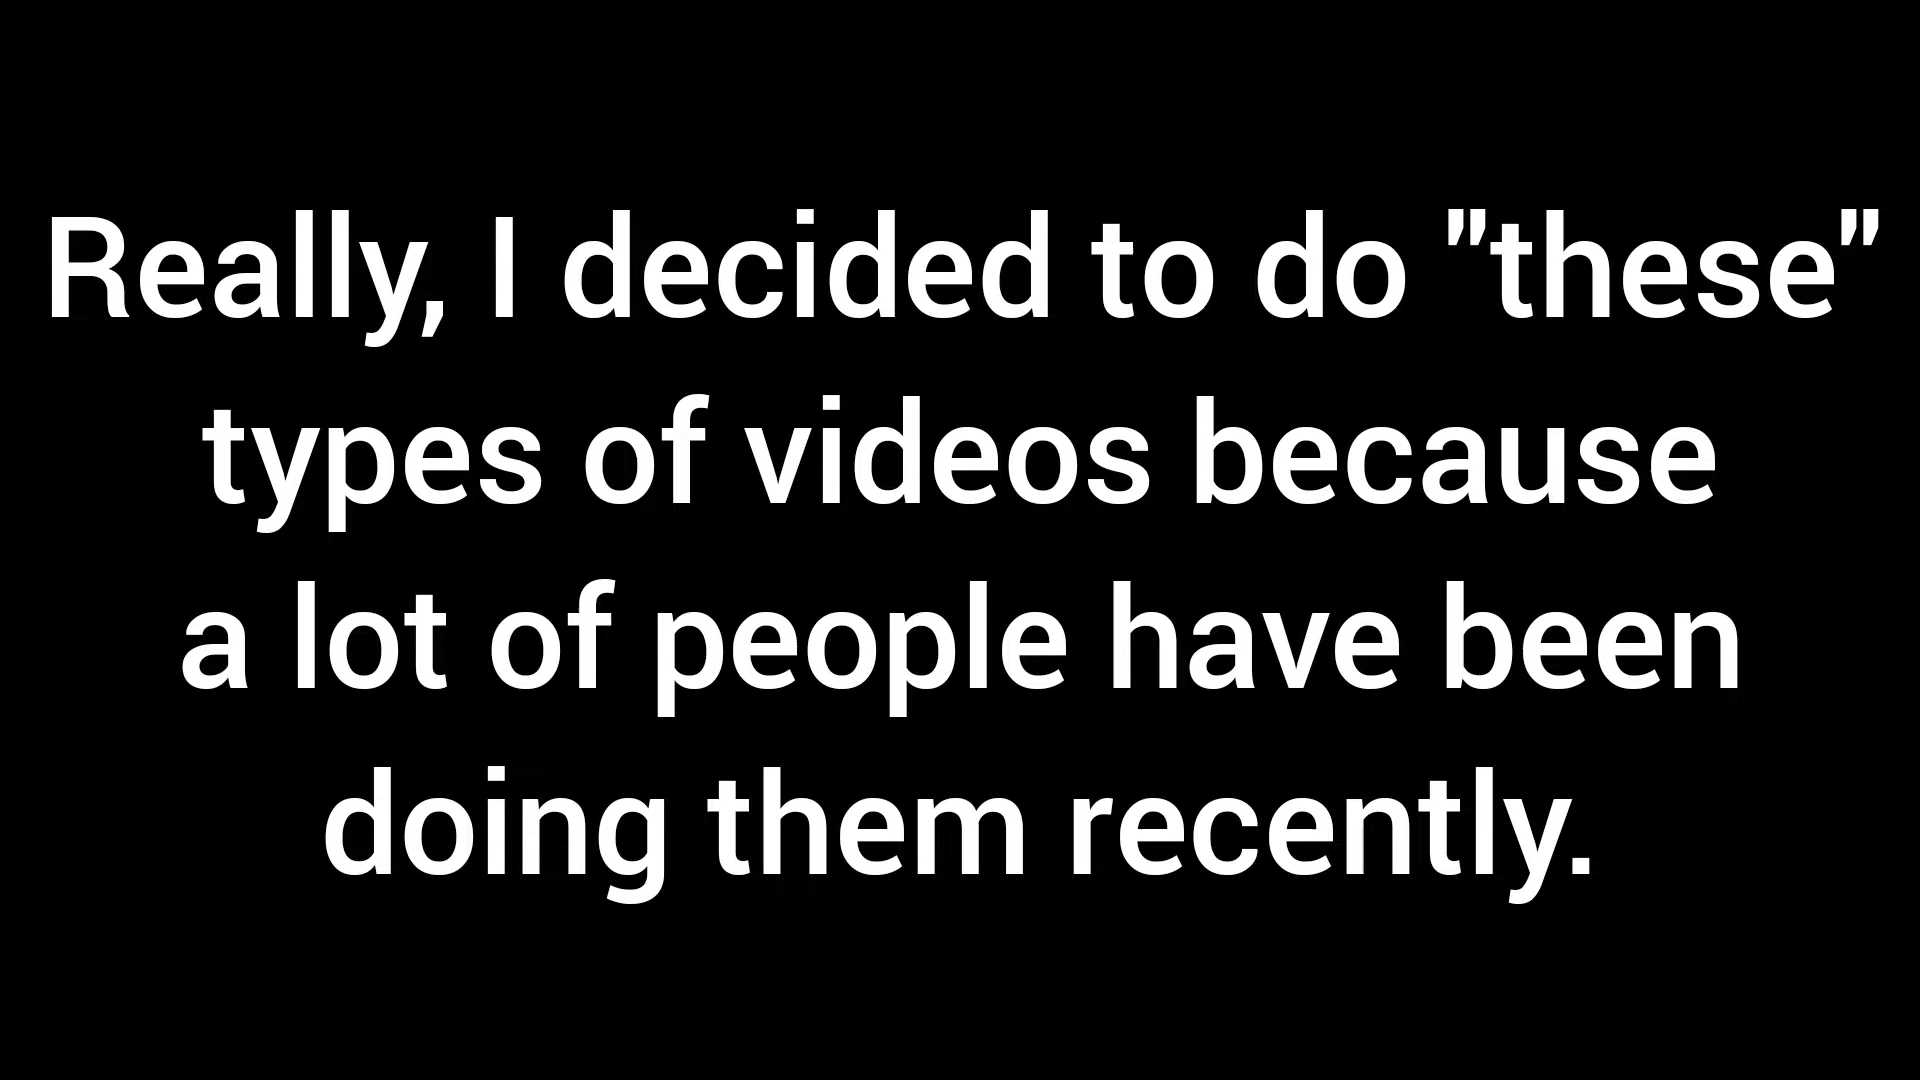 Really, I decided to do "these"
types of videos because
a lot of people have been
doing them recently.